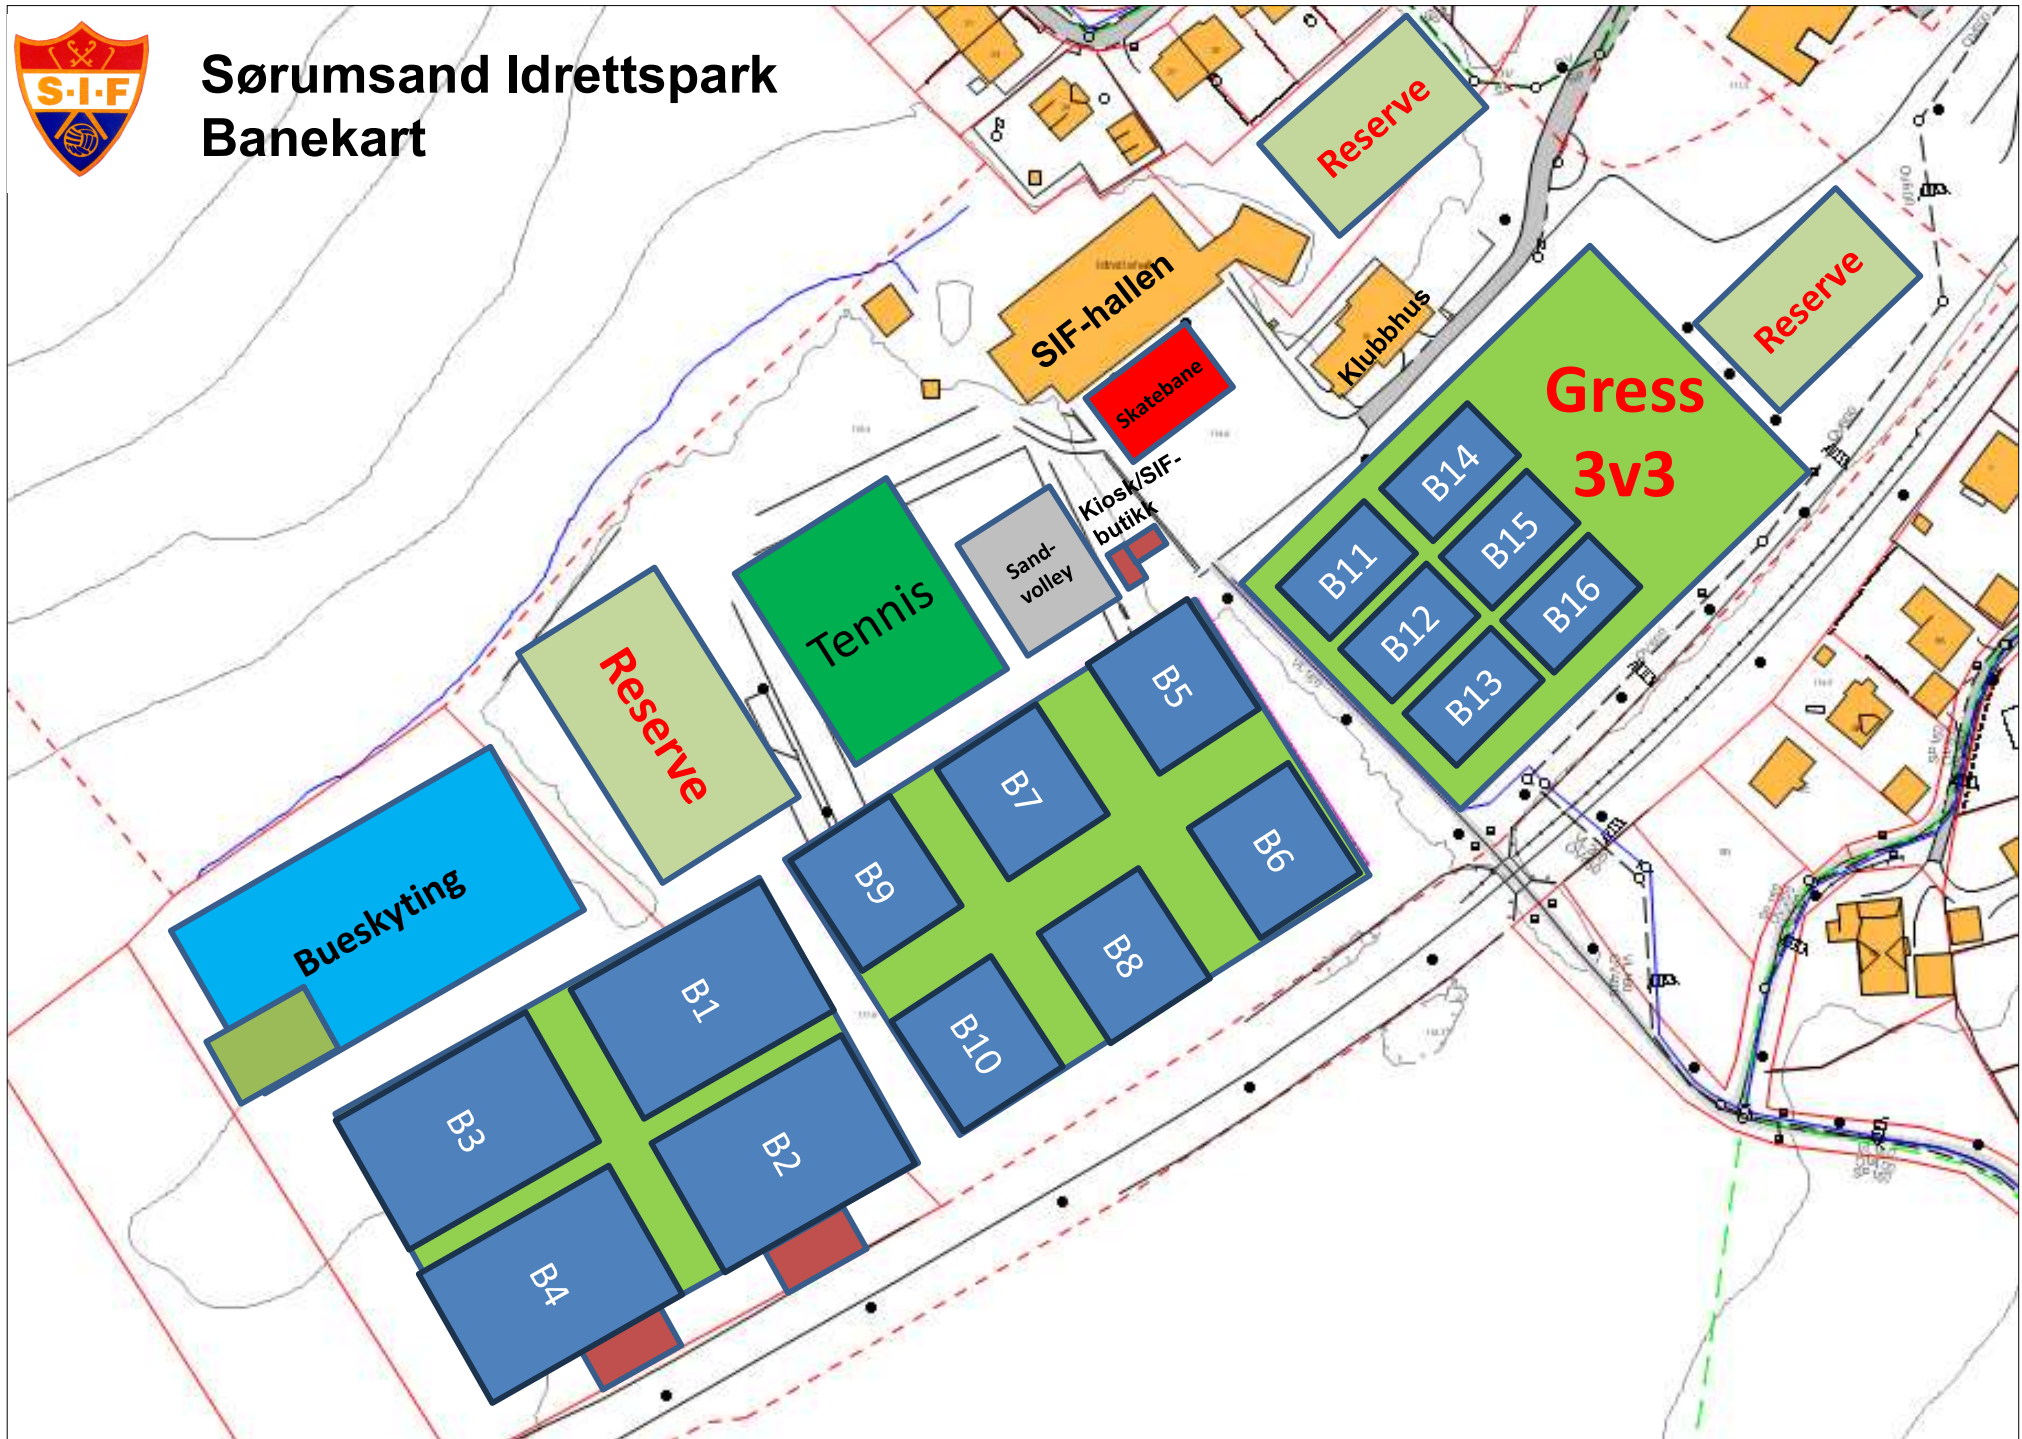 S·I·F
Sørumsand Idrettspark
Banekart
Reserve
Reserve
SIF-hallen
Klubbhus
Skatebane
Gress
3v3
Kiosk/SIF-
butikk
Sand-
volley
Tennis
Reserve
Bueskyting
B14
B11
B15
B12
B16
B13
B5
B7
B6
B9
B8
B10
B1
B3
B2
B4